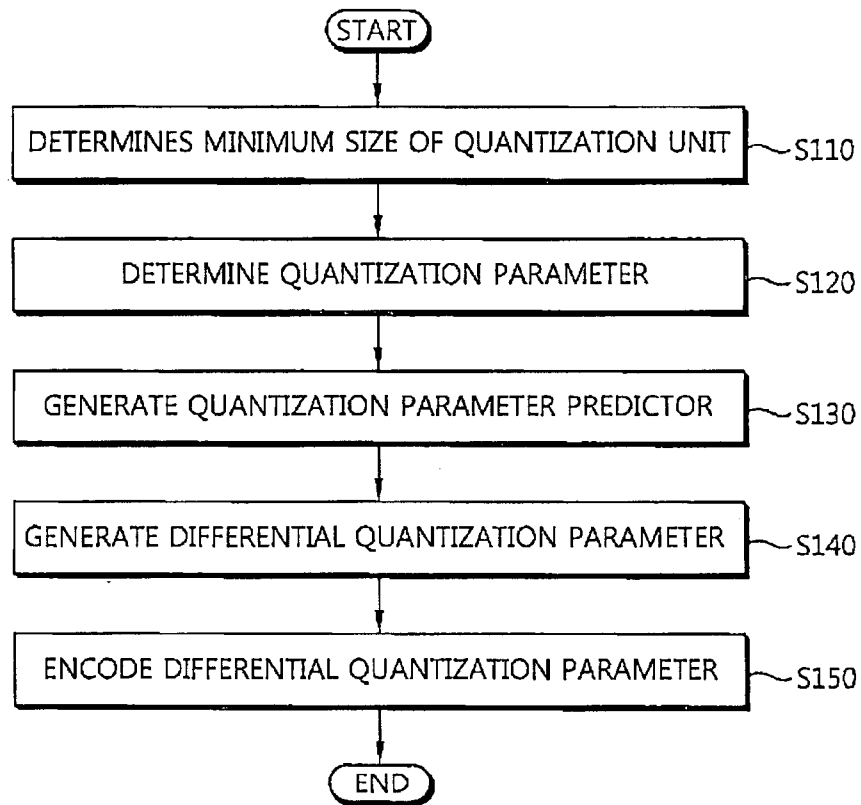 START
DETERMINES MINIMUM SIZE OF QUANTIZATION UNIT
S110
DETERMINE QUANTIZATION PARAMETER
S120
GENERATE QUANTIZATION PARAMETER PREDICTOR
S130
GENERATE DIFFERENTIAL QUANTIZATION PARAMETER
S140
ENCODE DIFFERENTIAL QUANTIZATION PARAMETER
S150
END